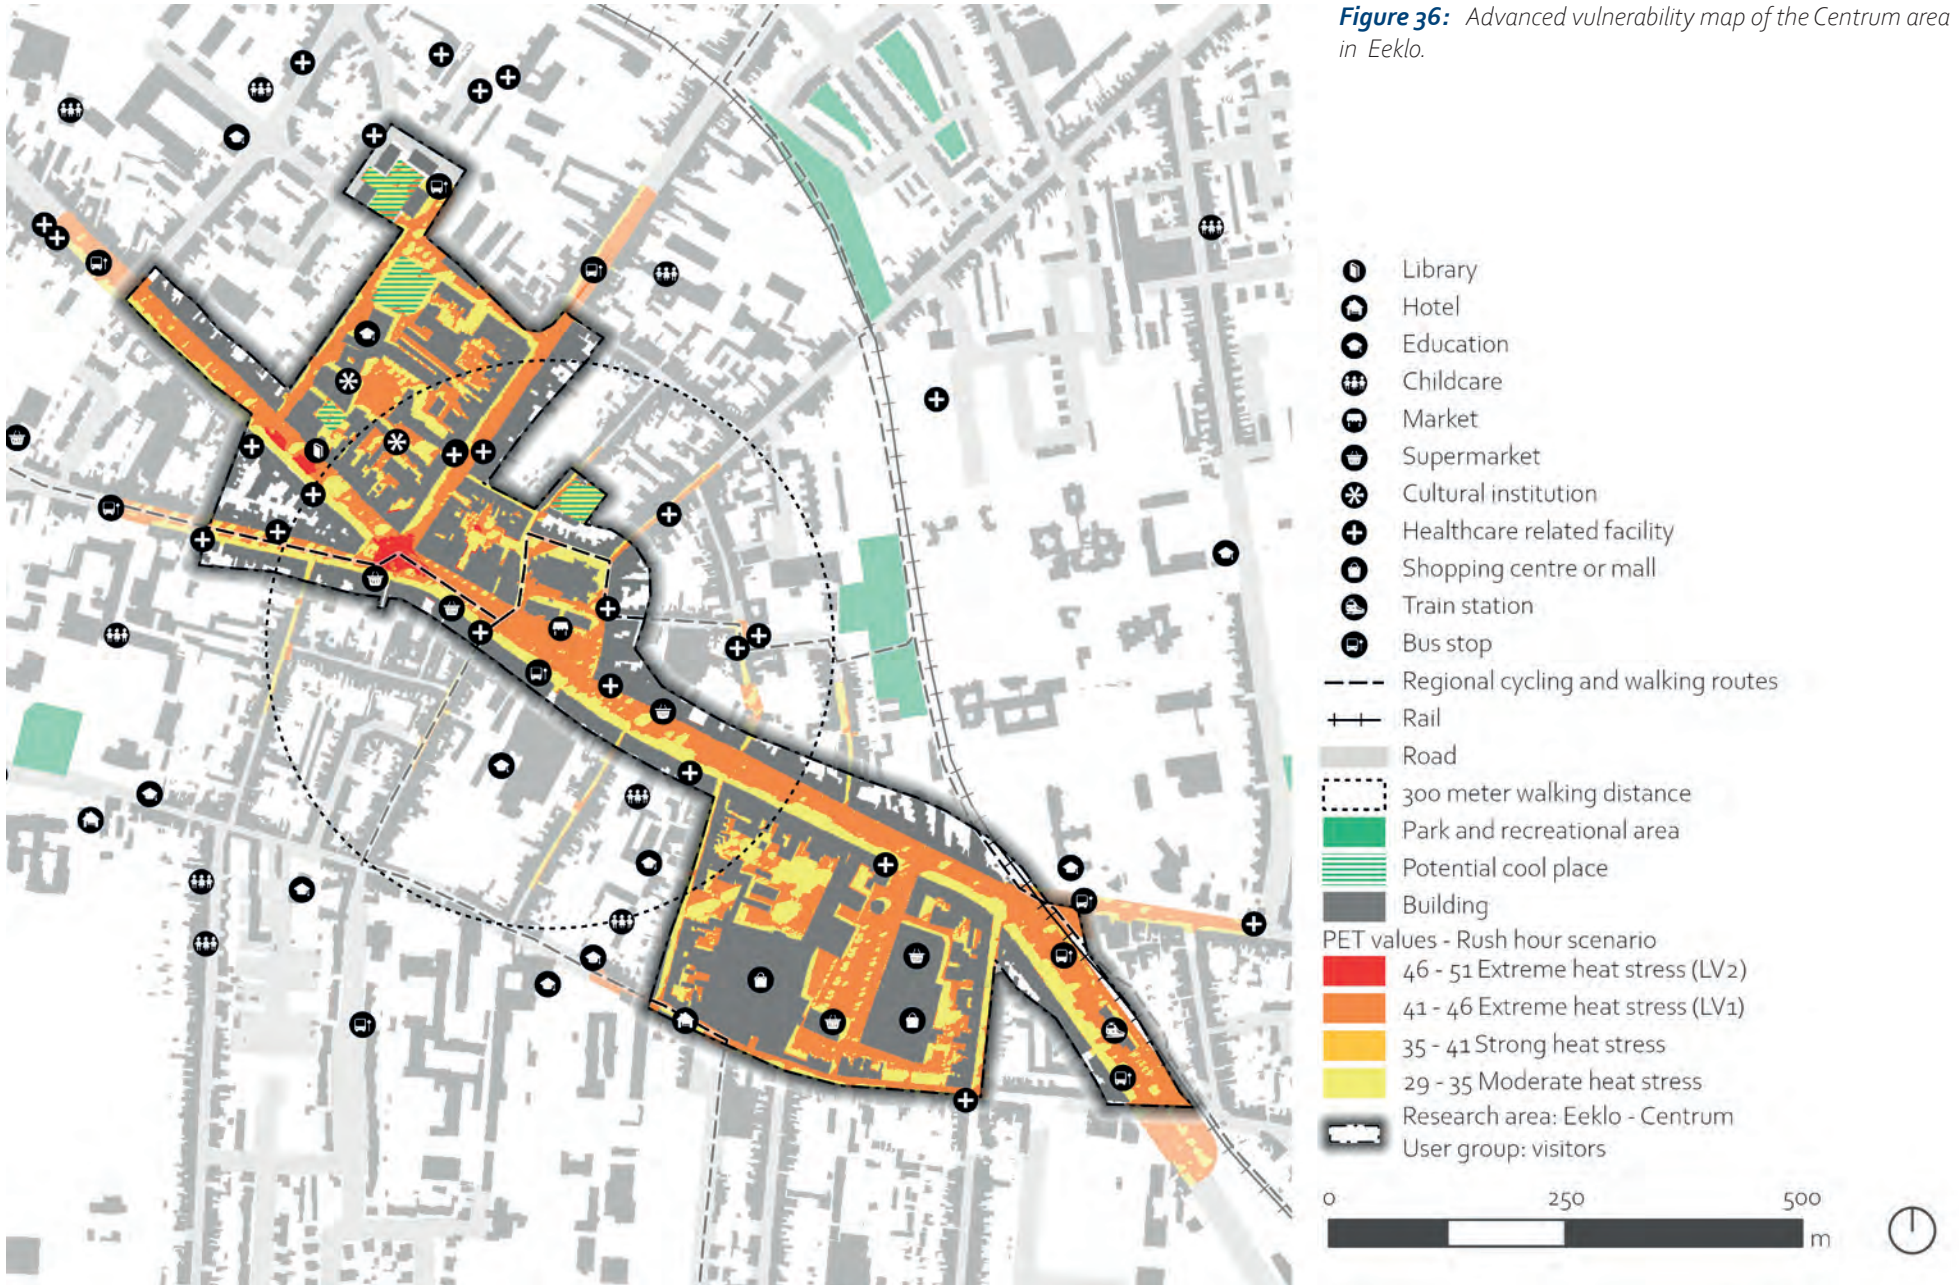 Figure 36: Advanced vulnerability map of the Centrum area
in Eeklo.
Library
Hotel
Education
Childcare
Market
Supermarket
Cultural institution
Healthcare related facility
Shopping centre or mall
Train station
Bus stop
Regional cycling and walking routes
Rail
Road
300 meter walking distance
Park and recreational area
Potential cool place
Building
PET values - Rush hour scenario
46 - 51 Extreme heat stress (LV2)
41 - 46 Extreme heat stress (LV1)
35 - 41 Strong heat stress
29 - 35 Moderate heat stress
Research area: Eeklo - Centrum
User group: visitors
0 250 500
m